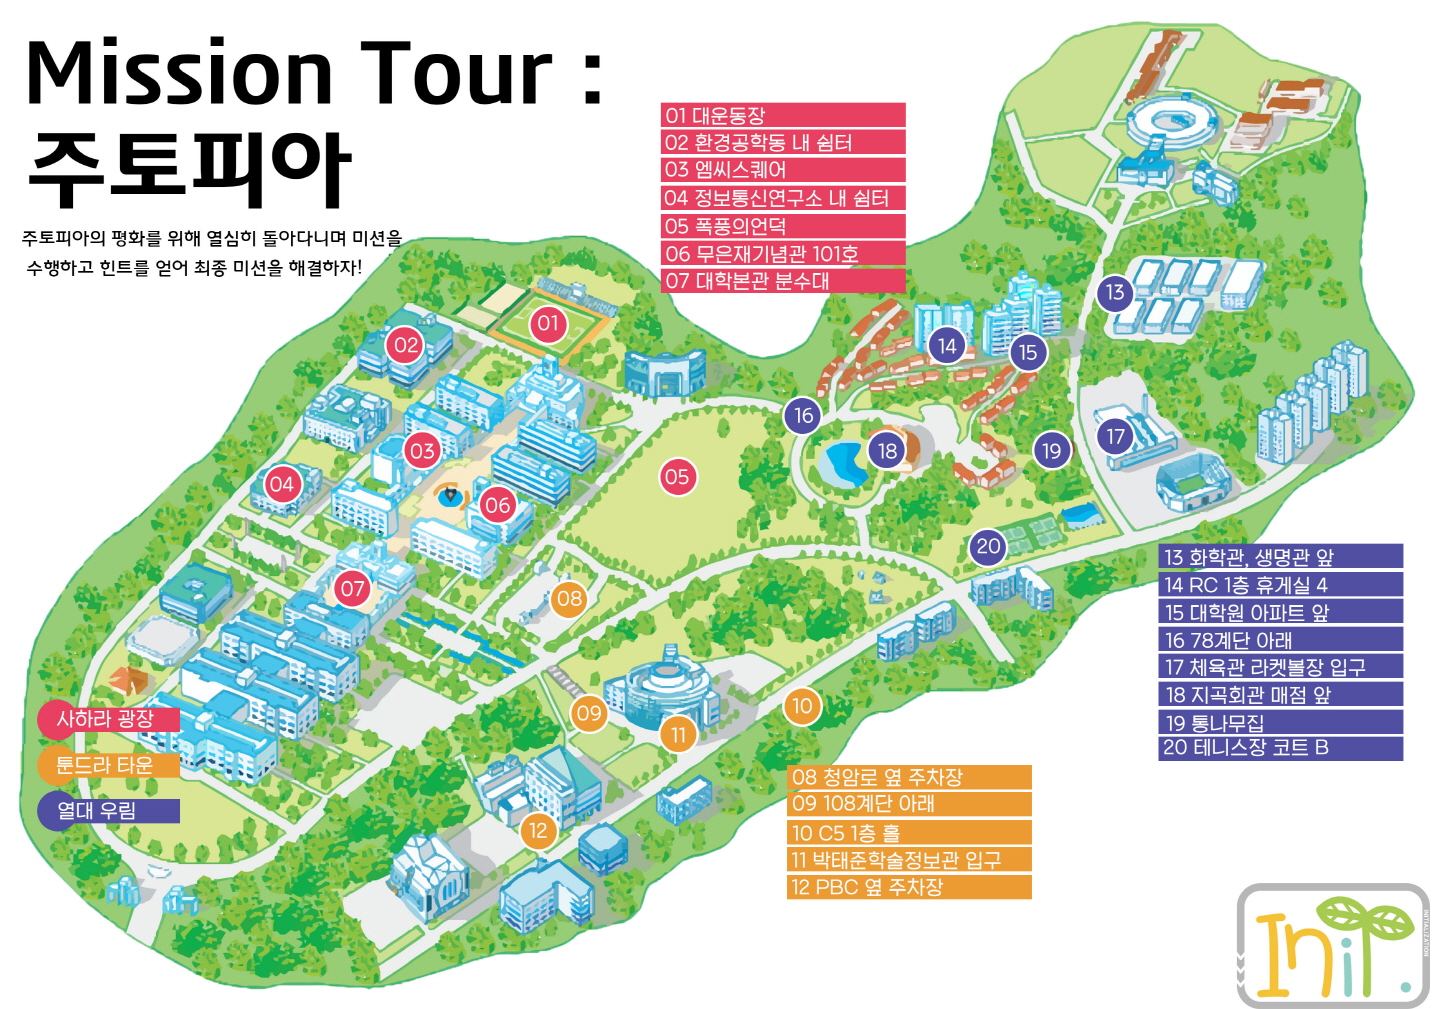 Mission Tour :
주토피아
주토피아의 평화를 위해 열심히 돌아다니며 미션을
수행하고 힌트를 얻어 최종 미션을 해결하자!
01 대운동장
02 환경공학동 내 쉼터
03 엠씨스퀘어
04 정보통신연구소 내 쉼터
05 폭풍의언덕
06 무은재기념관 101호
07 대학본관 분수대
01
02
03
04
05
06
07
08
09
10
11
12
13
14
15
16
17
18
19
20
사하라 광장
툰드라 타운
열대 우림
08 청암로 옆 주차장
09 108계단 아래
10 C5 1층 홀
11 박태준학술정보관 입구
12 PBC 옆 주차장
13 화학관, 생명관 앞
14 RC 1층 휴게실 4
15 대학원 아파트 앞
16 78계단 아래
17 체육관 라켓볼장 입구
18 지곡회관 매점 앞
19 통나무집
20 테니스장 코트 B
IniT.
INITIALIZATION